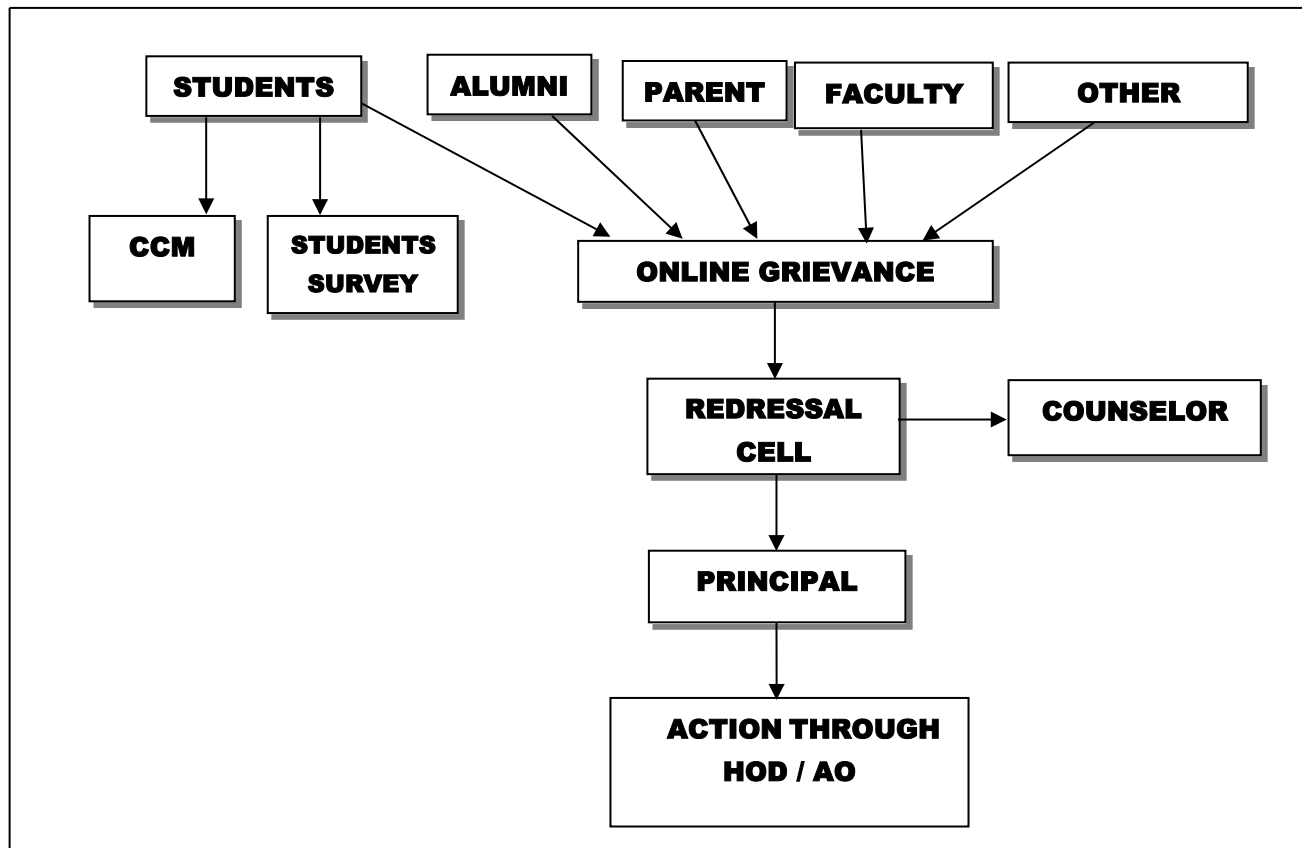 STUDENTS
ALUMNI
PARENT
FACULTY
OTHER
CCM
STUDENTS
SURVEY
ONLINE GRIEVANCE
REDRESSAL
CELL
COUNSELOR
PRINCIPAL
ACTION THROUGH
HOD / AO